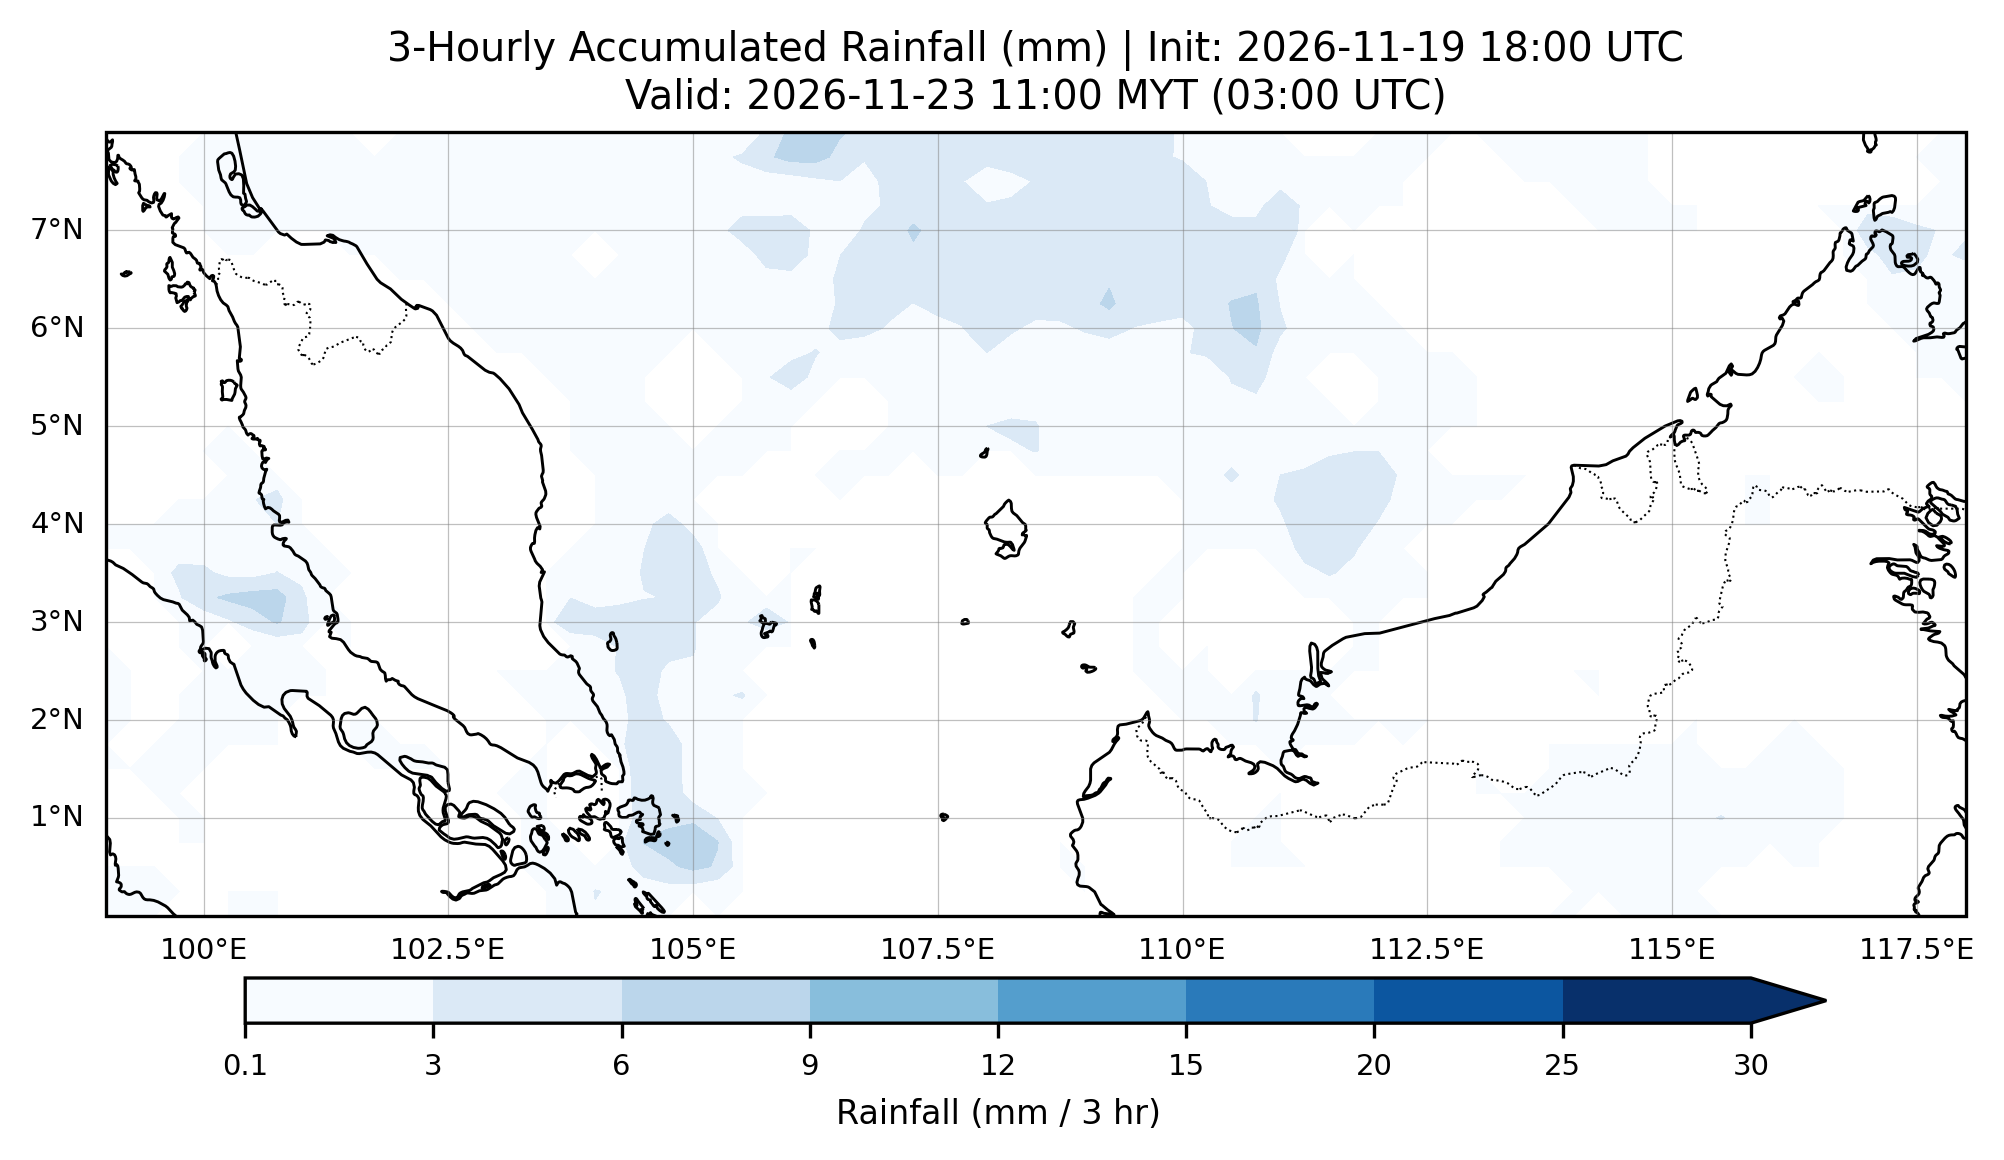 3-Hourly Accumulated Rainfall (mm) | Init: 2026-11-19 18:00 UTC
Valid: 2026-11-23 11:00 MYT (03:00 UTC)
7°N
6°N
5°N
4°N
3°N
2°N
1°N
100°E 102.5°E 105°E 107.5°E 110°E 112.5°E 115°E 117.5°E
0.1 3 6 9 12 15 20 25 30
Rainfall (mm / 3 hr)